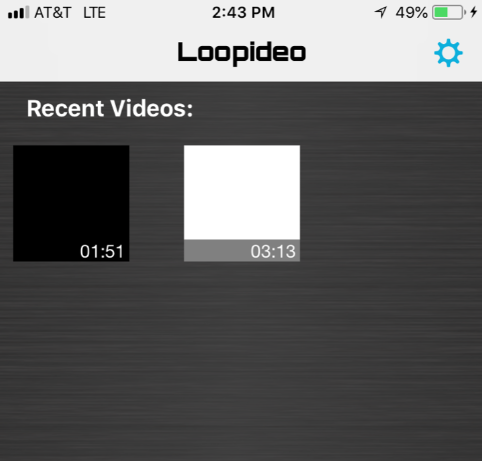 AT&T LTE 2:43 PM 49%
Loopideo
Recent Videos:
01:51 03:13